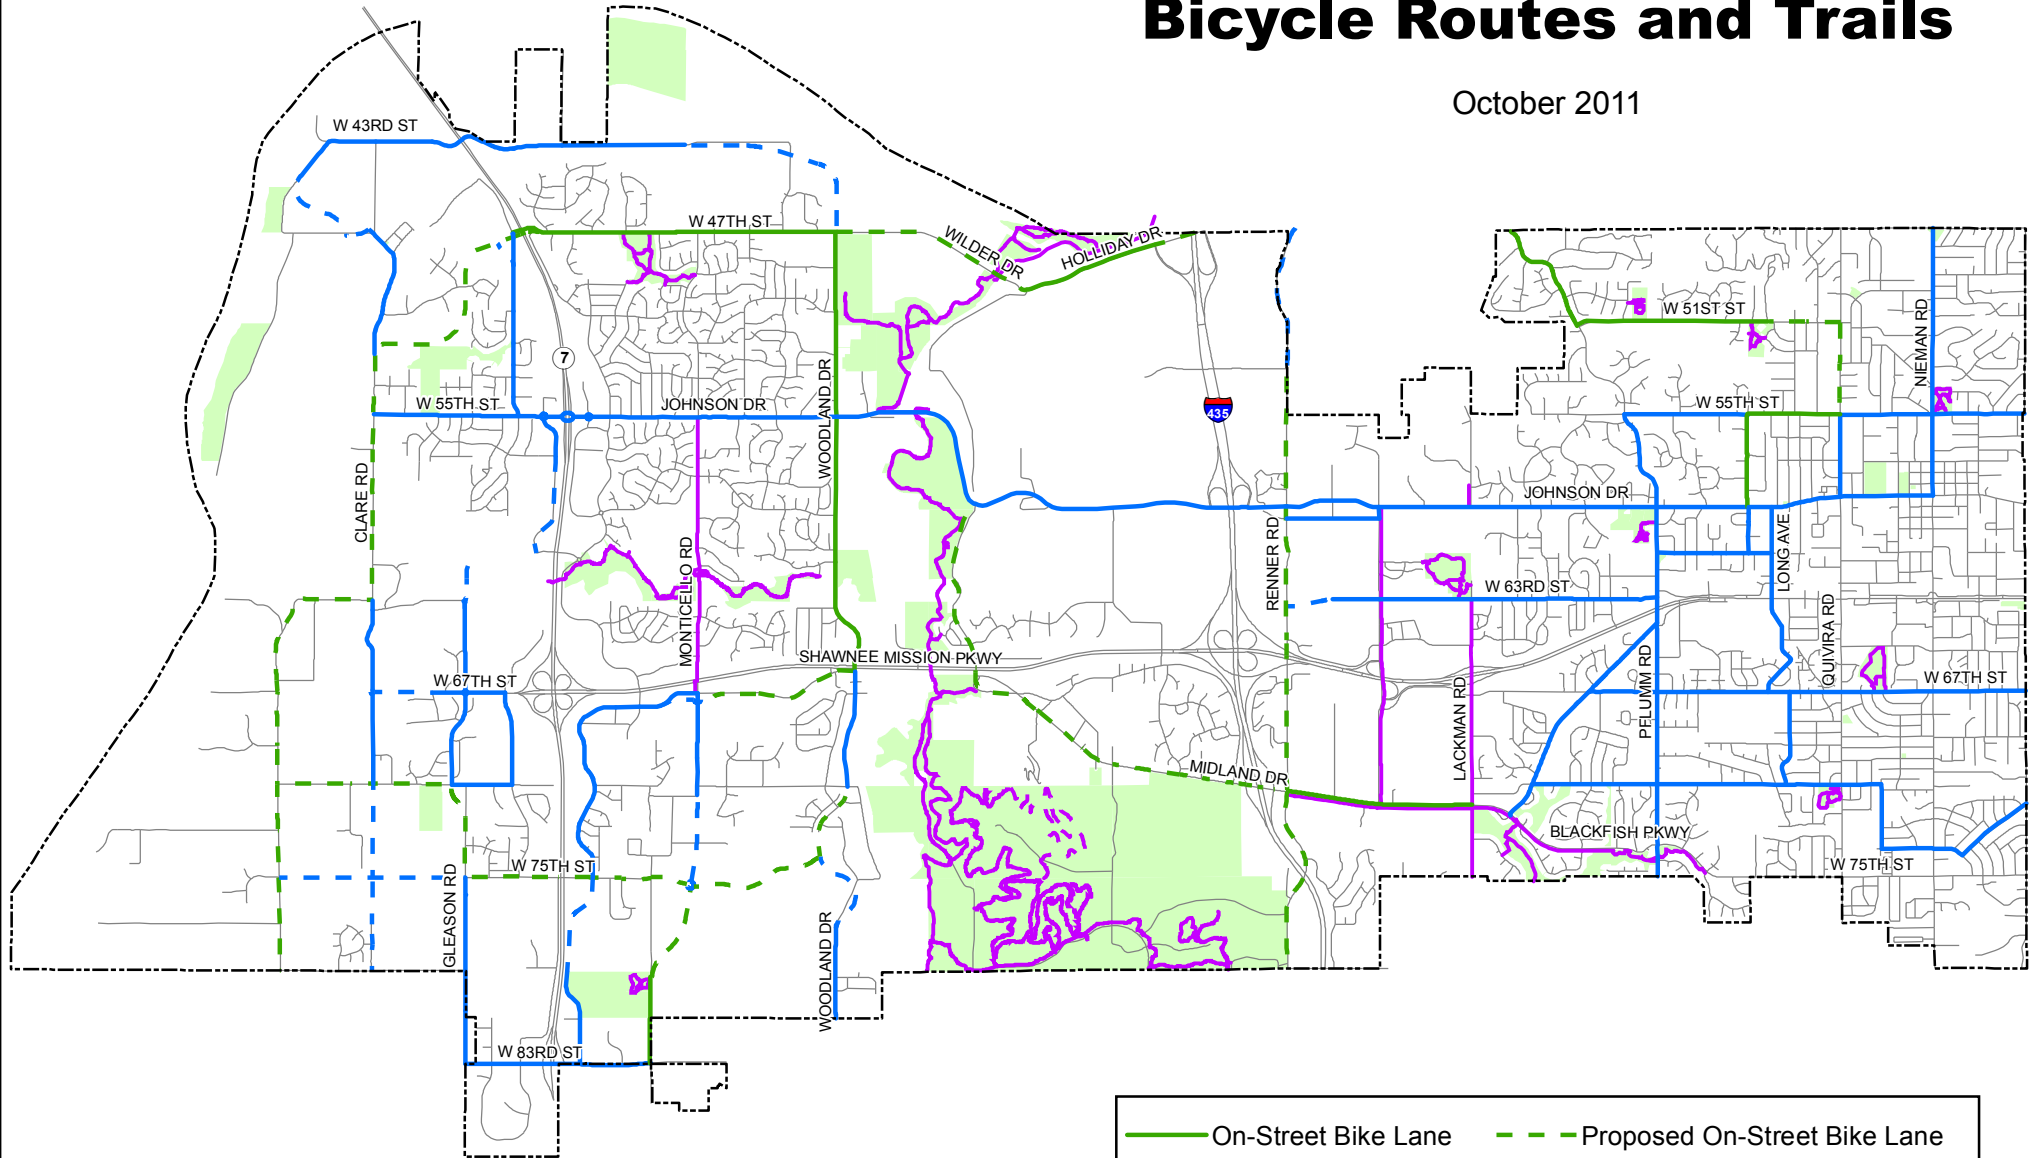 Bicycle Routes and Trails
October 2011
W 43RD ST
W 47TH ST
WILDER DR
HOLLIDAY DR
W 51ST ST
NIEMAN RD
7
WOODLAND DR
W 55TH ST
JOHNSON DR
435
W 55TH ST
CLARE RD
JOHNSON DR
MONTICELLO RD
RENNER RD
LONG AVE
W 63RD ST
QUIVIRA RD
SHAWNEE MISSION PKWY
W 67TH ST
LACKMAN RD
PFLUMM RD
W 67TH ST
MIDLAND DR
BLACKFISH PKWY
W 75TH ST
W 75TH ST
GLEASON RD
WOODLAND DR
W 83RD ST
On-Street Bike Lane
Proposed On-Street Bike Lane